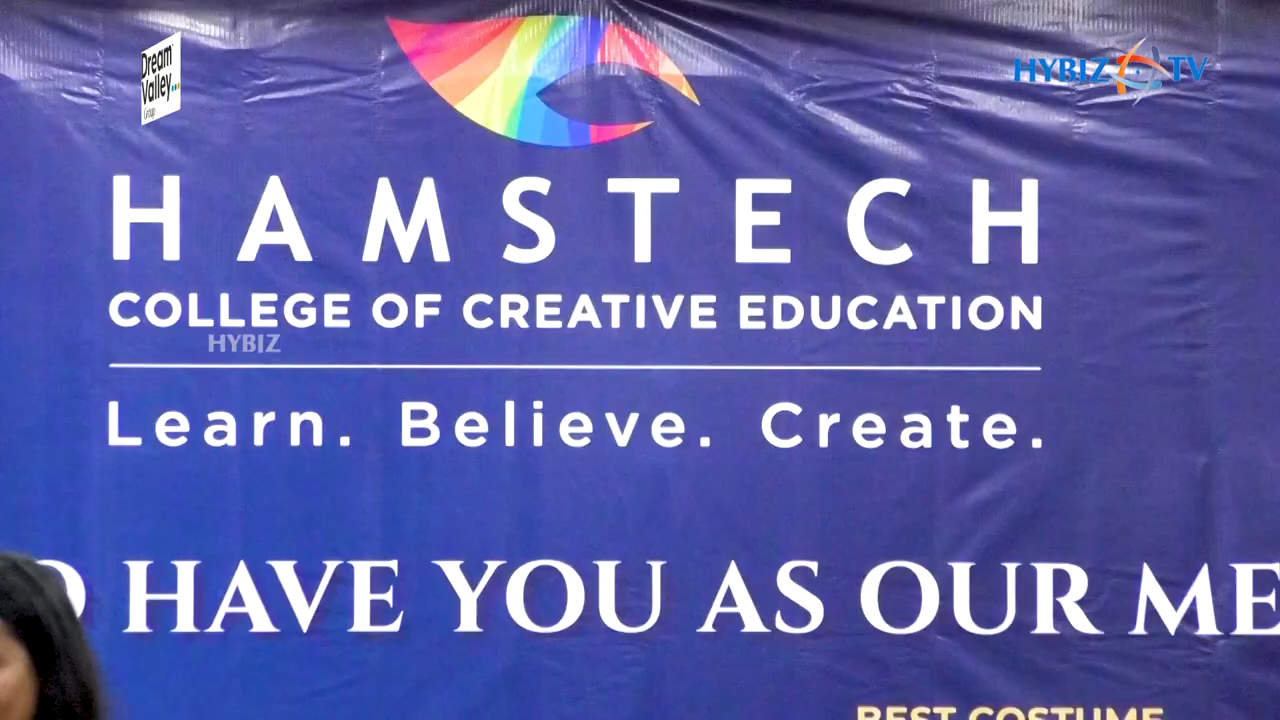 Dream
Valley...
Group
HYBIZ TV
HAMSTECH
COLLEGE OF CREATIVE EDUCATION
HYBIZ
Learn. Believe. Create.
HAVE YOU AS OUR
BEST COSTUME